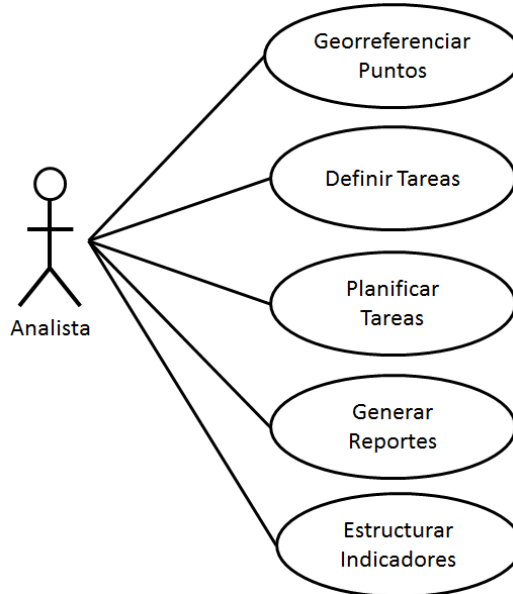 Georreferenciar
Puntos
Definir Tareas
Planificar
Tareas
Analista
Generar
Reportes
Estructurar
Indicadores